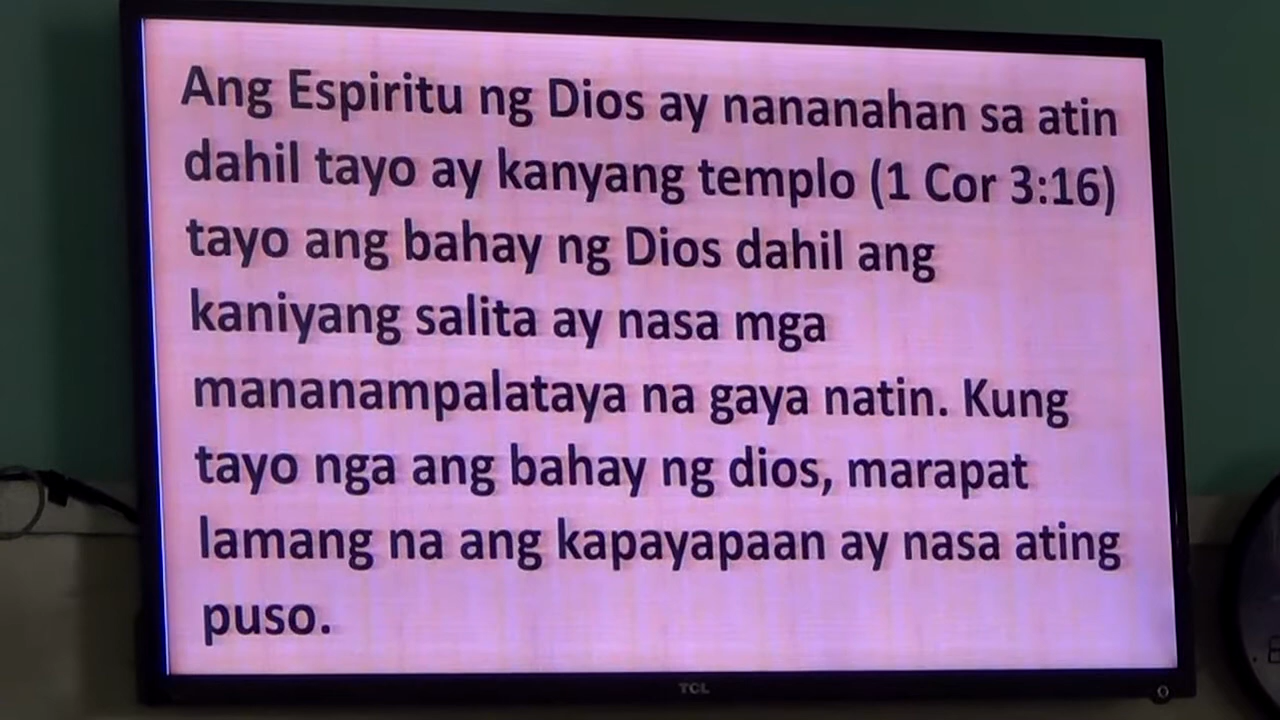 Ang Espiritu ng Dios ay nananahan sa atin
dahil tayo ay kanyang templo (1 Cor 3:16)
tayo ang bahay ng Dios dahil ang
kaniyang salita ay nasa mga
mananampalataya na gaya natin. Kung
tayo nga ang bahay ng dios, marapat
lamang na ang kapayapaan ay nasa ating
puso.
TCL